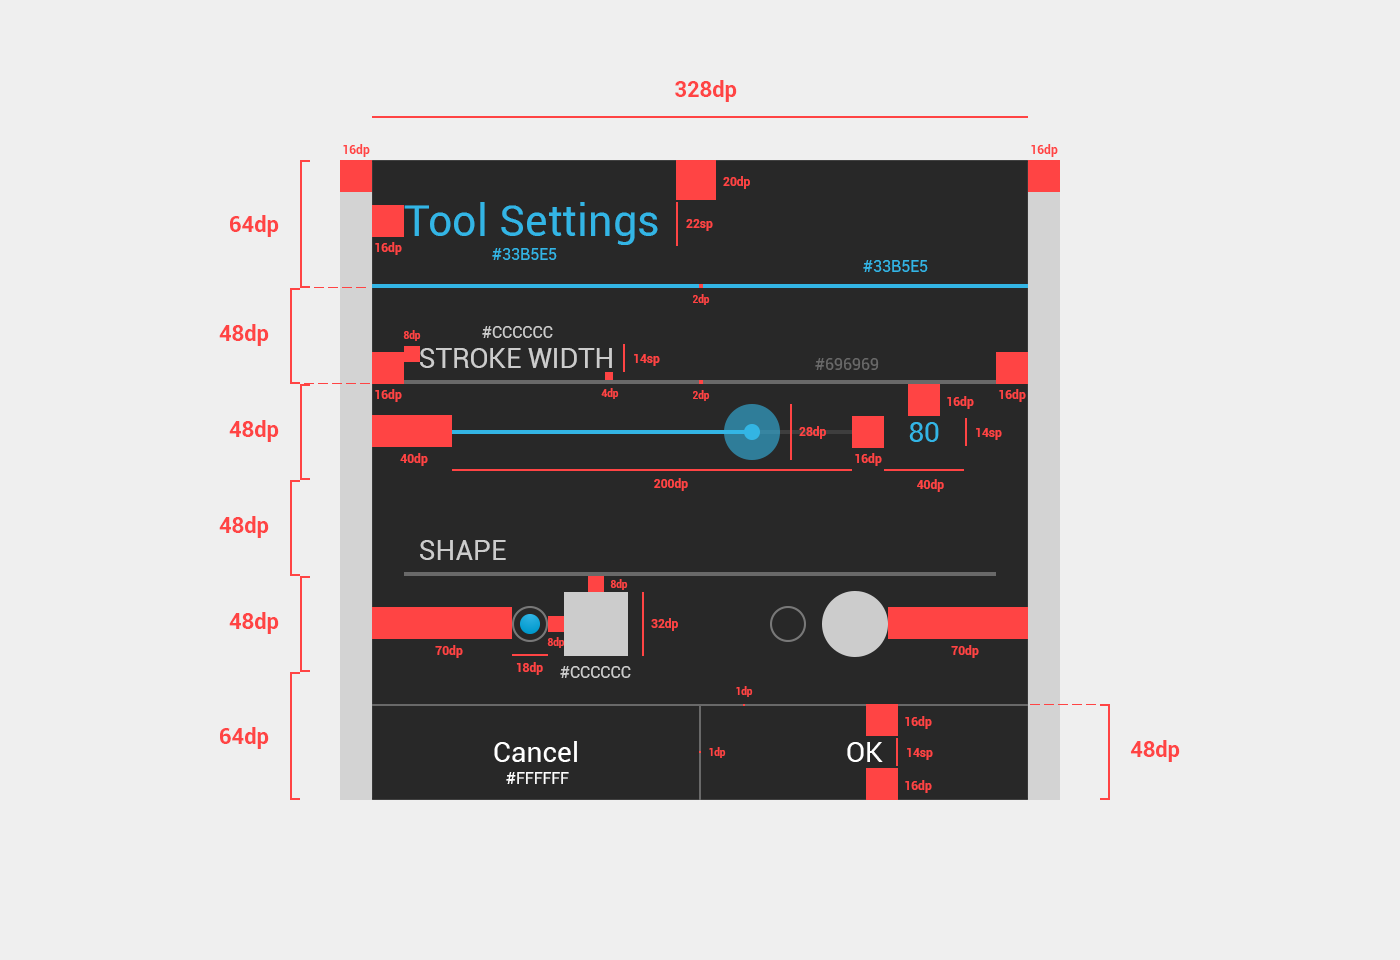 328dp
16dp
16dp
20dp
64dp
Tool Settings
22sp
16dp
#33B5E5
#33B5E5
2dp
48dp
#CCCCCC
8dp
STROKE WIDTH
14sp
#696969
16dp
4dp
2dp
16dp
16dp
48dp
28dp
80
14sp
40dp
16dp
200dp
40dp
48dp
SHAPE
8dp
48dp
32dp
8dp
70dp
70dp
18dp
#CCCCCC
1dp
64dp
16dp
Cancel
1dp
OK
14sp
48dp
#FFFFFF
16dp